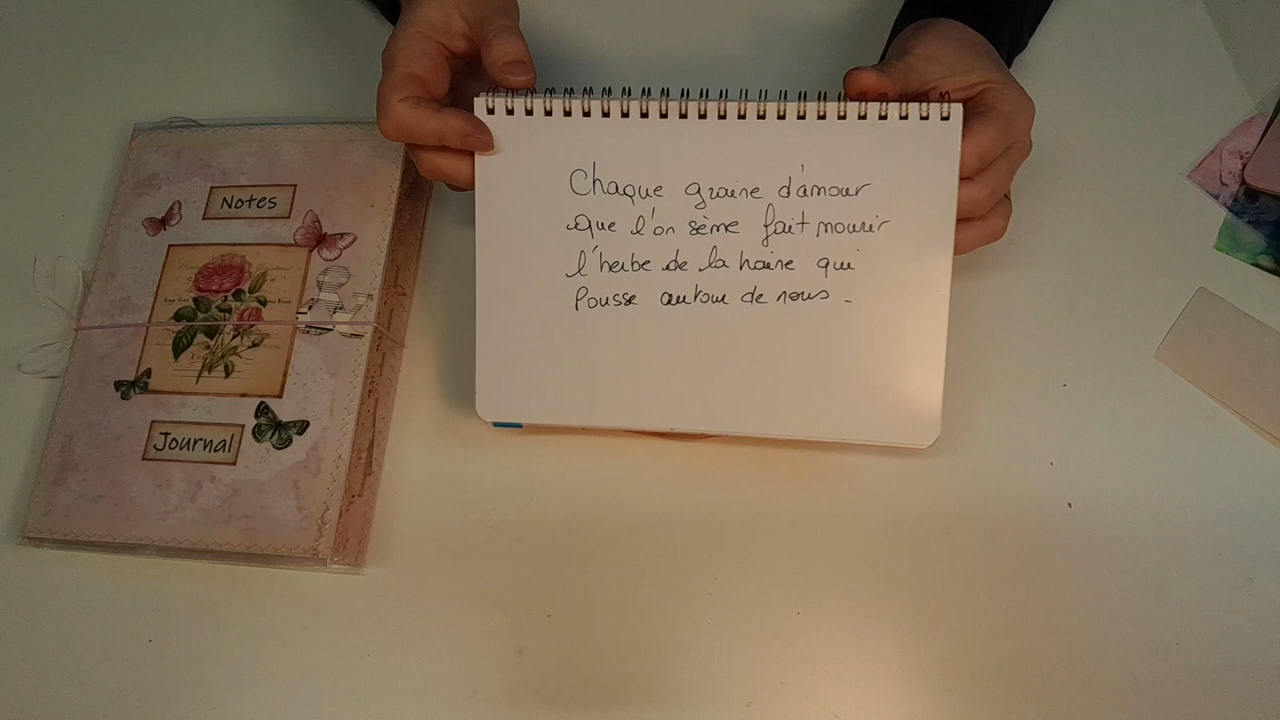 Notes
Journal
Chaque graine d'amour
que l'on sème fait mourir
l'herbe de la haine qui
pousse autour de nous.